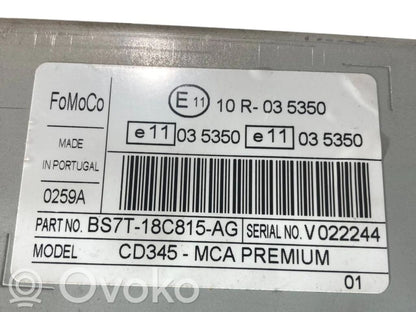 FoMoCo
E 11 10 R- 03 5350
MADE
IN PORTUGAL
e 11 03 5350 e 11 03 5350
0259A
PART NO. BS7T-18C815-AG SERIAL NO. V 022244
MODEL CD345 - MCA PREMIUM
01
ovoko